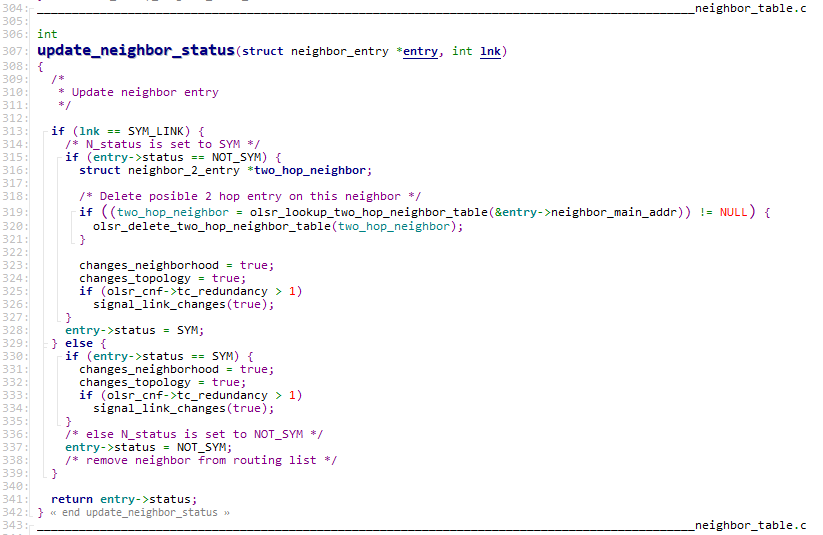 304: neighbor_table.c
305:
306: int
307: update_neighbor_status(struct neighbor_entry *entry, int lnk)
308: {
309:   /*
310:    * Update neighbor entry
311:    */
312:
313:   if (lnk == SYM_LINK) {
314:     /* N_status is set to SYM */
315:     if (entry->status == NOT_SYM) {
316:       struct neighbor_2_entry *two_hop_neighbor;
317:
318:       /* Delete posible 2 hop entry on this neighbor */
319:       if ((two_hop_neighbor = olsr_lookup_two_hop_neighbor_table(&entry->neighbor_main_addr)) != NULL) {
320:         olsr_delete_two_hop_neighbor_table(two_hop_neighbor);
321:       }
322:
323:       changes_neighborhood = true;
324:       changes_topology = true;
325:       if (olsr_cnf->tc_redundancy > 1)
326:         signal_link_changes(true);
327:     }
328:     entry->status = SYM;
329:   } else {
330:     if (entry->status == SYM) {
331:       changes_neighborhood = true;
332:       changes_topology = true;
333:       if (olsr_cnf->tc_redundancy > 1)
334:         signal_link_changes(true);
335:     }
336:     /* else N_status is set to NOT_SYM */
337:     entry->status = NOT_SYM;
338:     /* remove neighbor from routing list */
339:   }
340:
341:   return entry->status;
342: } « end update_neighbor_status »
343: neighbor_table.c